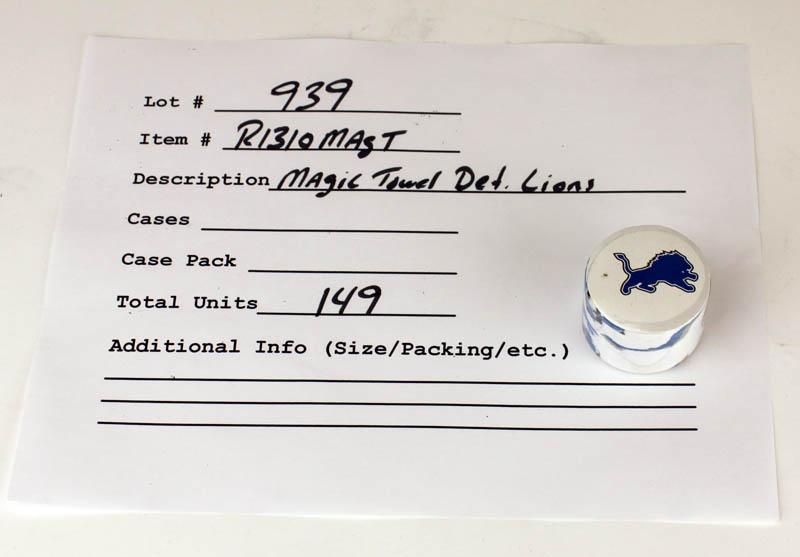 Lot # 939
Item # R1310MAgT
Description MAgic Towel Det. Lions
Cases
Case Pack
Total Units 149
Additional Info (Size/Packing/etc.)